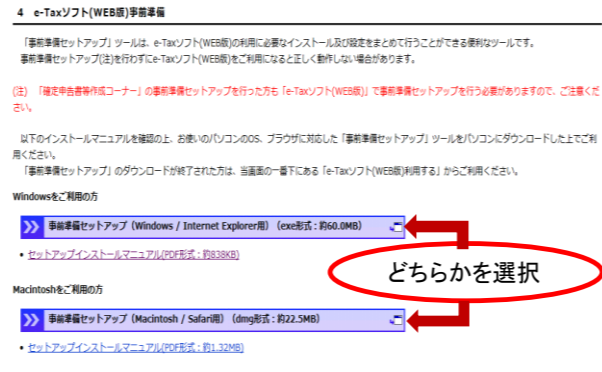 4 e-Taxソフト(WEB版)事前準備
「事前準備セットアップ」ツールは、e-Taxソフト(WEB版)の利用に必要なインストール及び設定をまとめて行うことができる便利なツールです。
事前準備セットアップ(注)を行わずにe-Taxソフト(WEB版)をご利用になると正しく動作しない場合があります。
(注) 「確定申告書等作成コーナー」の事前準備セットアップを行った方も「e-Taxソフト(WEB版)」で事前準備セットアップを行う必要がありますので、ご注意くだ
さい。
以下のインストールマニュアルを確認の上、お使いのパソコンのOS、ブラウザに対応した「事前準備セットアップ」ツールをパソコンにダウンロードした上でご利
用ください。
「事前準備セットアップ」のダウンロードが終了された方は、当画面の一番下にある「e-Taxソフト(WEB版)利用する」からご利用ください。
Windowsをご利用の方
事前準備セットアップ（Windows / Internet Explorer用）（exe形式：約60.0MB）
• セットアップインストールマニュアル(PDF形式：約838KB)
どちらかを選択
Macintoshをご利用の方
事前準備セットアップ（Macintosh / Safari用）（dmg形式：約22.5MB）
• セットアップインストールマニュアル(PDF形式：約1.32MB)